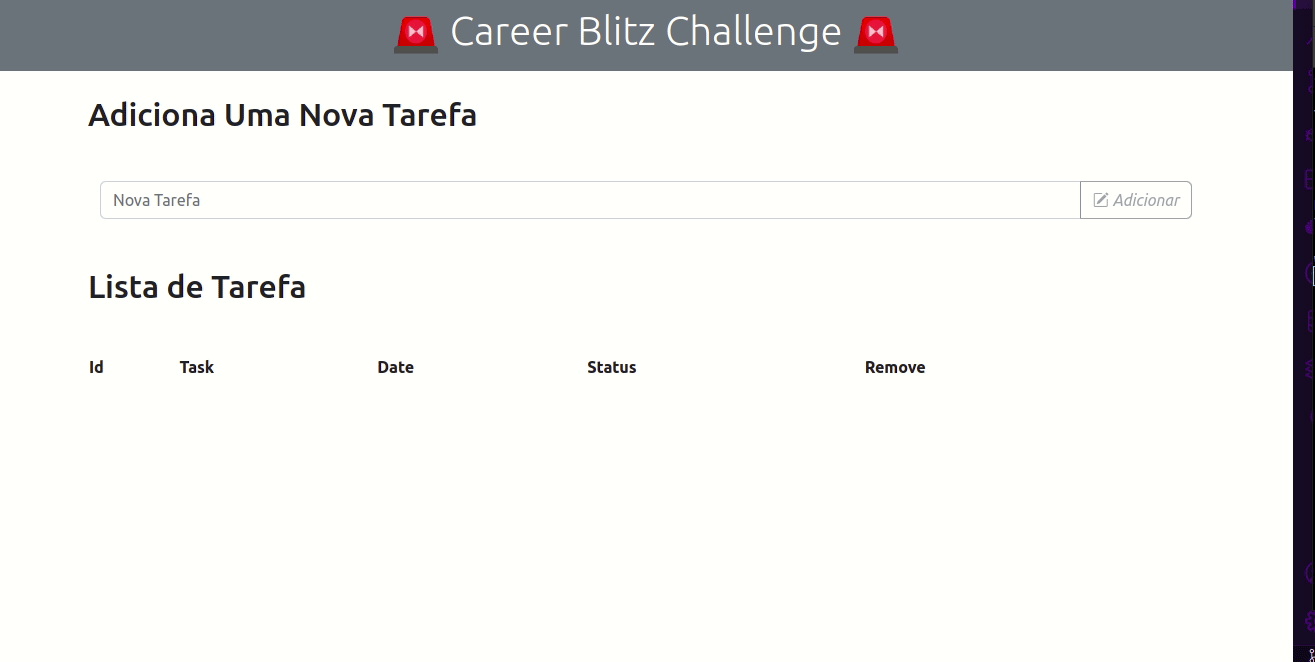 Career Blitz Challenge
Adiciona Uma Nova Tarefa
Nova Tarefa Adicionar
Lista de Tarefa
Id Task Date Status Remove